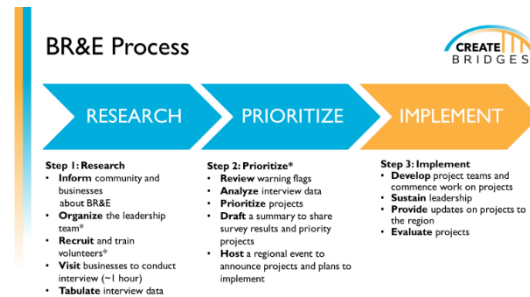 BR&E Process
CREATE
BRIDGES
RESEARCH
PRIORITIZE
IMPLEMENT
Step 1: Research
• Inform community and
businesses
about BR&E
• Organize the leadership
team*
• Recruit and train
volunteers*
• Visit businesses to conduct
interview (~1 hour)
• Tabulate interview data
Step 2: Prioritize*
• Review warning flags
• Analyze interview data
• Prioritize projects
• Draft a summary to share
survey results and priority
projects
• Host a regional event to
announce projects and plans to
implement
Step 3: Implement
• Develop project teams and
commence work on projects
• Sustain leadership
• Provide updates on projects to
the region
• Evaluate projects